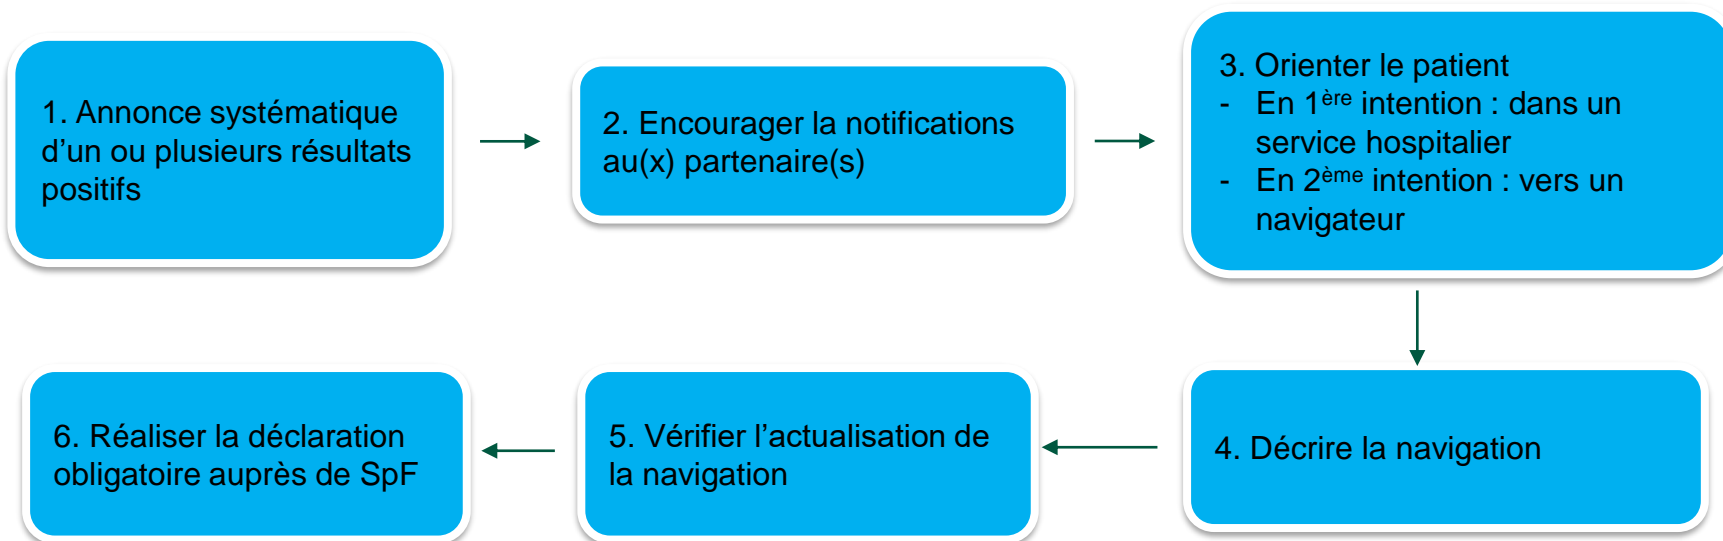 1. Annonce systématique
d'un ou plusieurs résultats
positifs
2. Encourager la notifications
au(x) partenaire(s)
3. Orienter le patient
- En 1ère intention : dans un
service hospitalier
- En 2ème intention : vers un
navigateur
4. Décrire la navigation
5. Vérifier l'actualisation de
la navigation
6. Réaliser la déclaration
obligatoire auprès de SpF